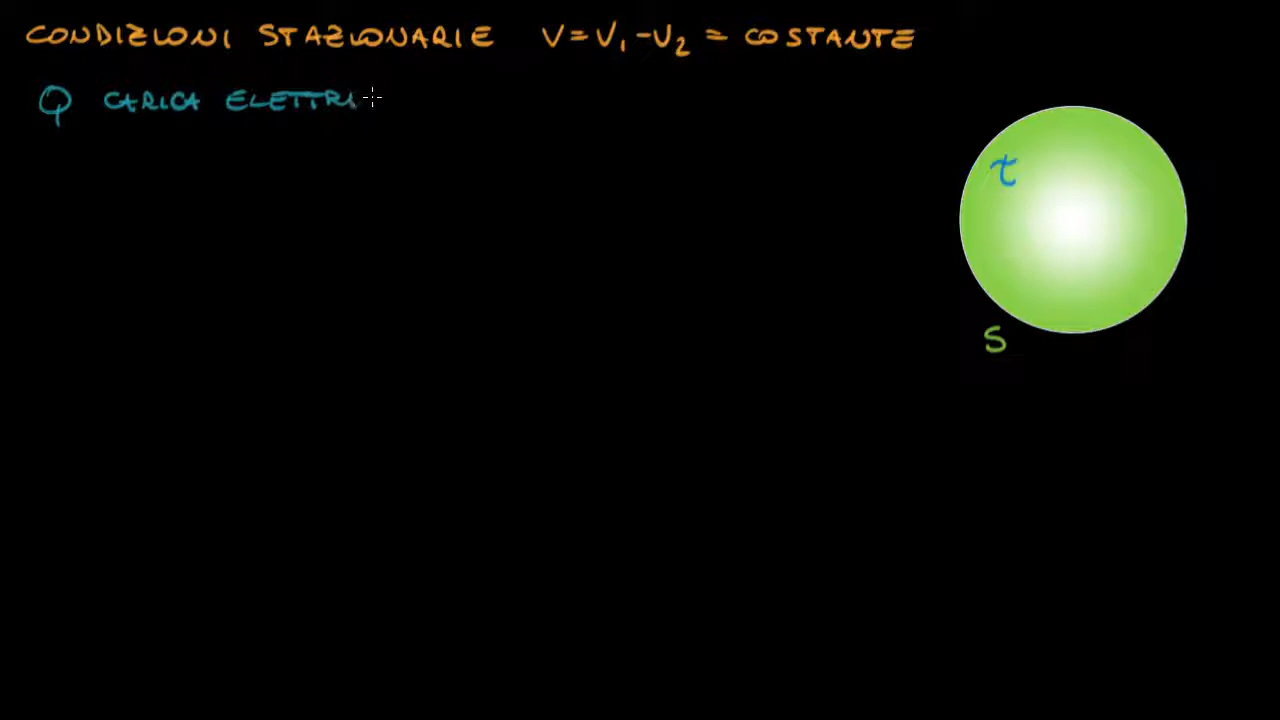 CONDIZIONI STAZIONARIE V=V₁-V₂ = COSTANTE
Q CARICA ELETTRI
τ
S